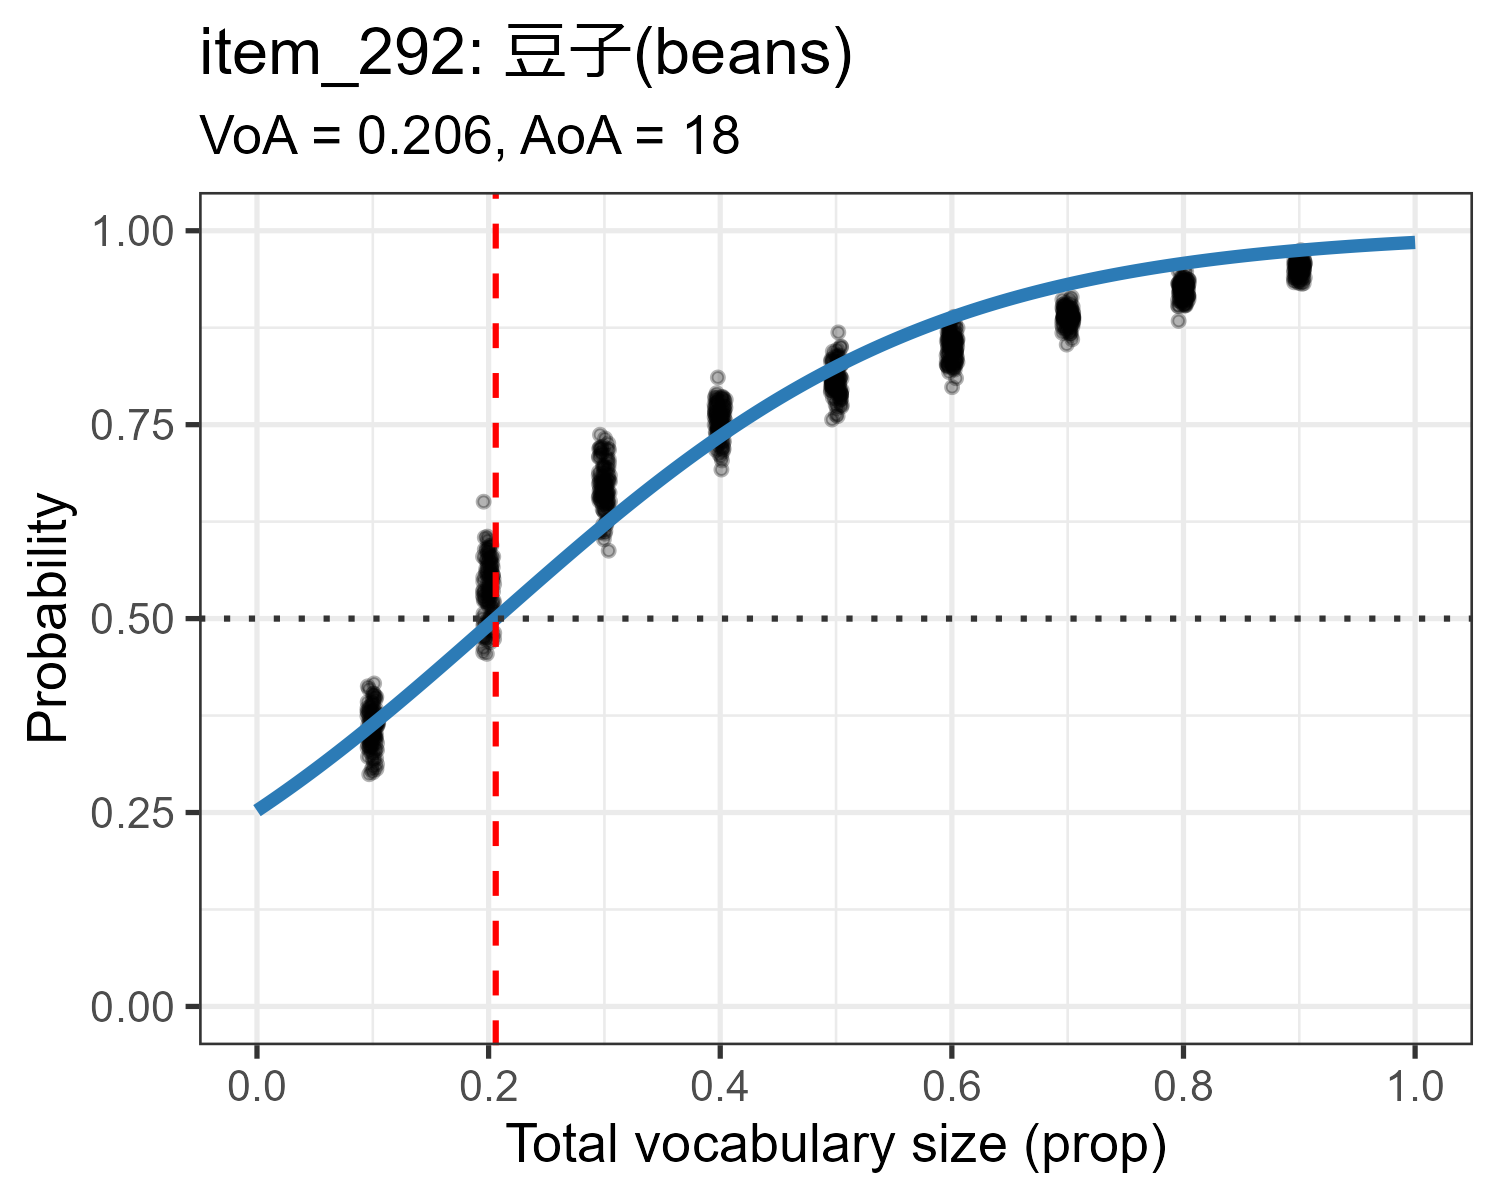 item_292: 豆子(beans)
VoA = 0.206, AoA = 18
Probability
1.00
0.75
0.50
0.25
0.00
0.0 0.2 0.4 0.6 0.8 1.0
Total vocabulary size (prop)